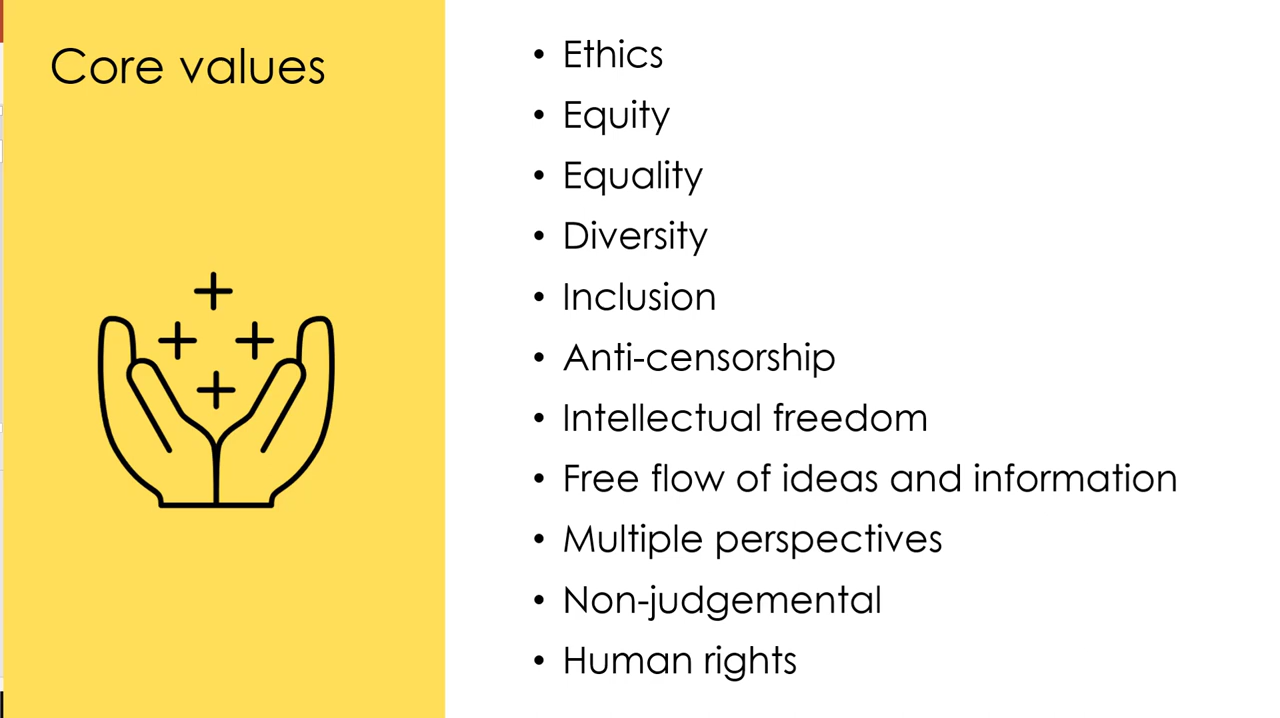 Core values
• Ethics
• Equity
• Equality
• Diversity
• Inclusion
• Anti-censorship
• Intellectual freedom
• Free flow of ideas and information
• Multiple perspectives
• Non-judgemental
• Human rights